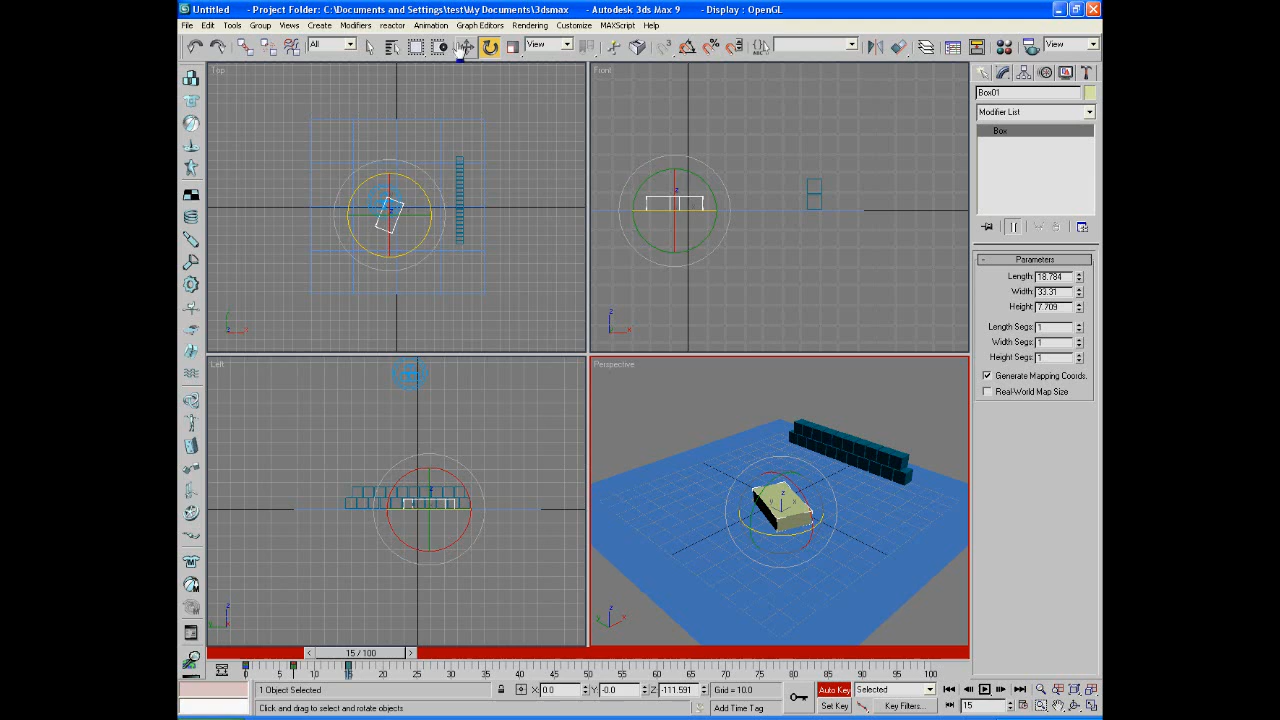 Untitled - Project Folder: C:\Documents and Settings\test\My Documents\3dsmax - Autodesk 3ds Max 9 - Display : OpenGL
File Edit Tools Group Views Create Modifiers reactor Animation Graph Editors Rendering Customize MAXScript Help
All
View
View
Top
Front
Left
Perspective
Box01
Modifier List
Box
Parameters
Length: 18.784
Width: 33.31
Height: 7.709
Length Segs: 1
Width Segs: 1
Height Segs: 1
Generate Mapping Coords.
Real-World Map Size
15 / 100
0 5 10 15 20 25 30 35 40 45 50 55 60 65 70 75 80 85 90 95 100
1 Object Selected
X: 0.0
Y: -0.0
Z: -111.591
Grid = 10.0
Auto Key
Selected
Click and drag to select and rotate objects
Add Time Tag
Set Key
Key Filters...
15